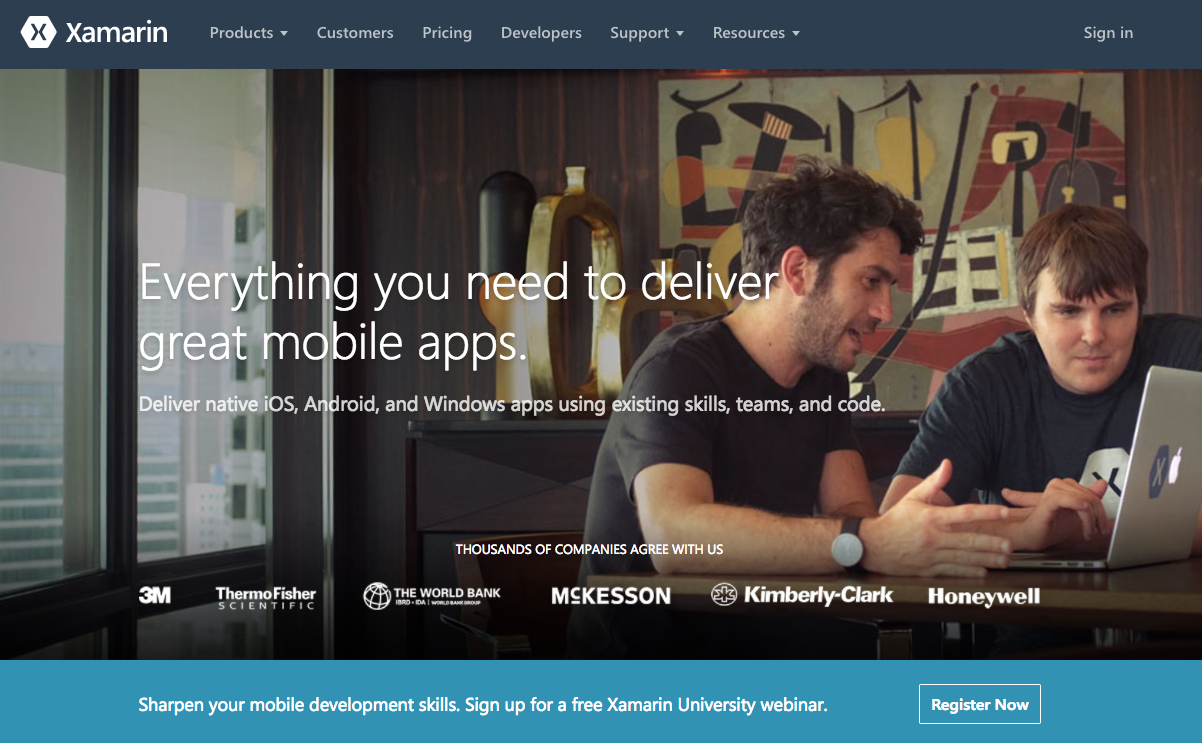 Xamarin
Products
Customers
Pricing
Developers
Support
Resources
Sign in
Everything you need to deliver
great mobile apps.
Deliver native iOS, Android, and Windows apps using existing skills, teams, and code.
THOUSANDS OF COMPANIES AGREE WITH US
3M
ThermoFisher
SCIENTIFIC
THE WORLD BANK
IBRD • IDA | WORLD BANK GROUP
MCKESSON
Kimberly-Clark
Honeywell
Sharpen your mobile development skills. Sign up for a free Xamarin University webinar.
Register Now